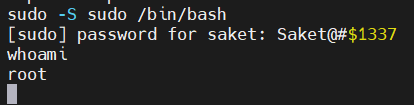 sudo -S sudo /bin/bash
[sudo] password for saket: Saket@#$1337
whoami
root